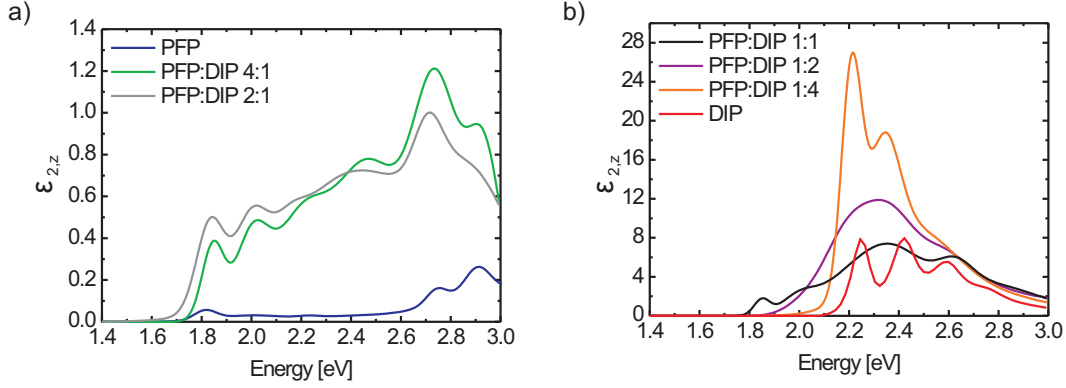 a)
1.4
1.2
1.0
0.8
0.6
0.4
0.2
0.0
ε2,z
PFP
PFP:DIP 4:1
PFP:DIP 2:1
1.4 1.6 1.8 2.0 2.2 2.4 2.6 2.8 3.0
Energy [eV]
b)
28
24
20
16
12
8
4
0
ε2,z
PFP:DIP 1:1
PFP:DIP 1:2
PFP:DIP 1:4
DIP
1.4 1.6 1.8 2.0 2.2 2.4 2.6 2.8 3.0
Energy [eV]